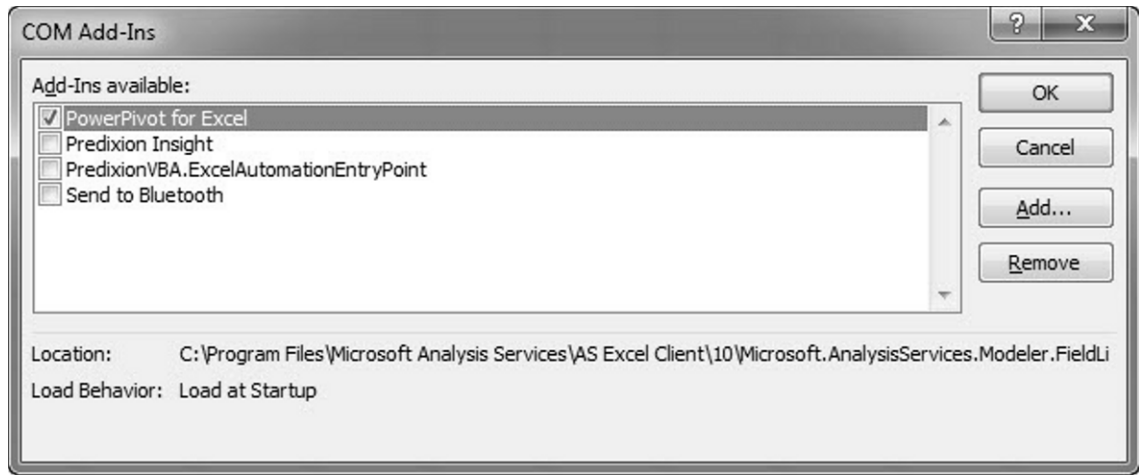 COM Add-Ins
Add-Ins available:
PowerPivot for Excel
Predixion Insight
PredixionVBA.ExcelAutomationEntryPoint
Send to Bluetooth
OK
Cancel
Add...
Remove
Location: C:\Program Files\Microsoft Analysis Services\AS Excel Client\10\Microsoft.AnalysisServices.Modeler.FieldLi
Load Behavior: Load at Startup